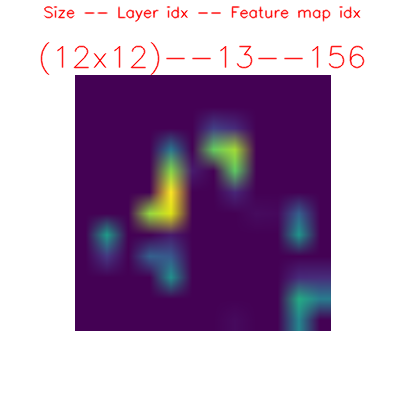 Size -- Layer idx -- Feature map idx
(12x12)--13--156